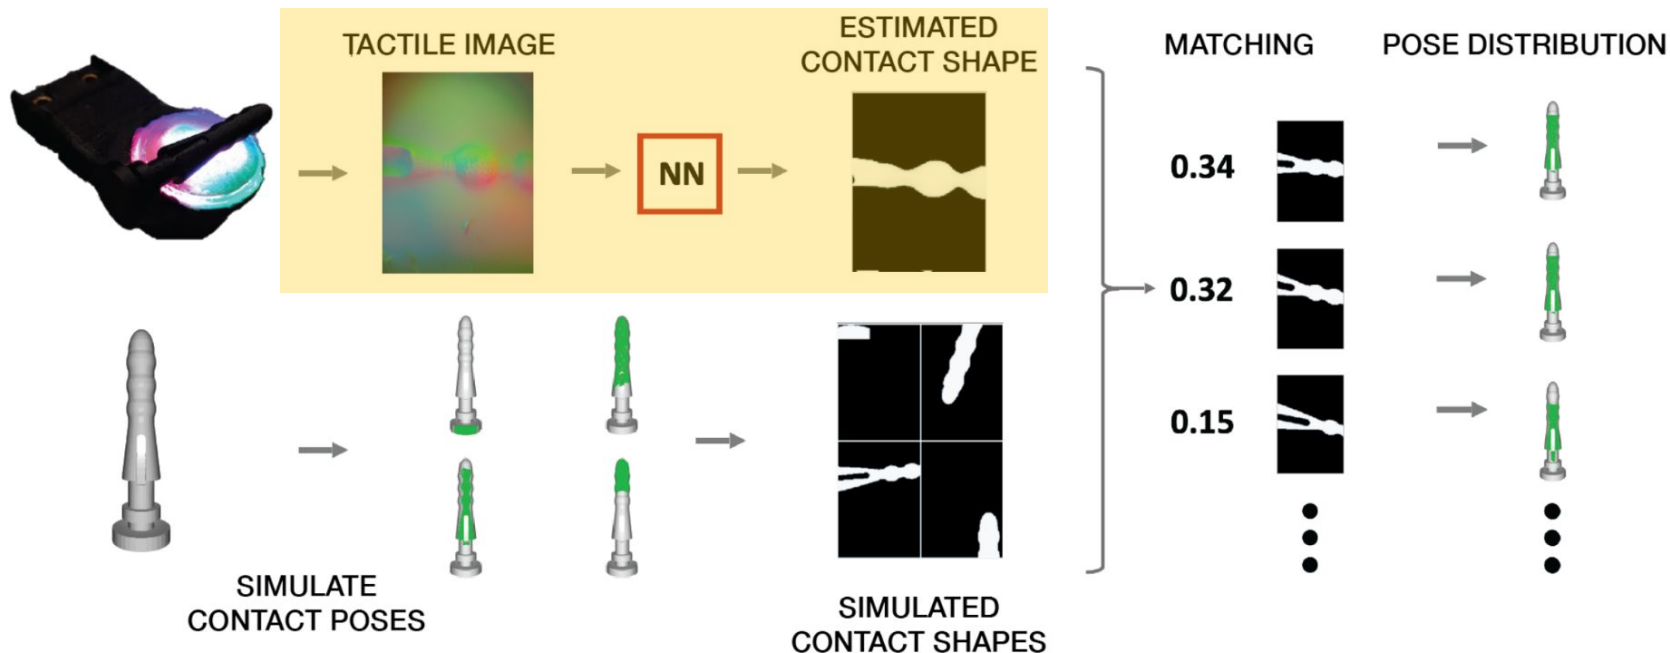 TACTILE IMAGE
ESTIMATED
CONTACT SHAPE
MATCHING
POSE DISTRIBUTION
NN
0.34
0.32
0.15
SIMULATE
CONTACT POSES
SIMULATED
CONTACT SHAPES